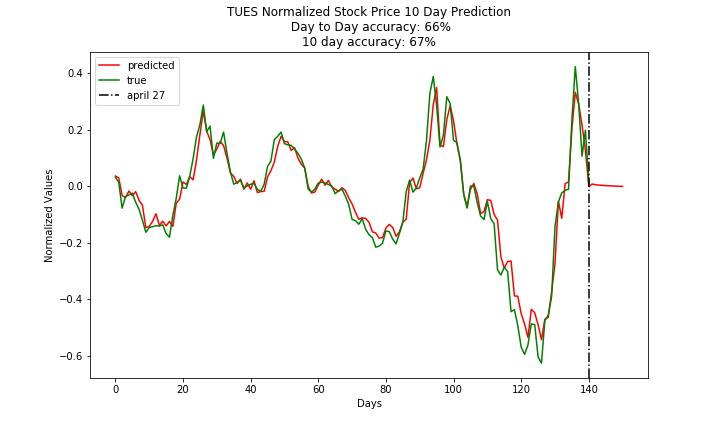 TUES Normalized Stock Price 10 Day Prediction
Day to Day accuracy: 66%
10 day accuracy: 67%
predicted
true
april 27
0.4
0.2
0.0
−0.2
−0.4
−0.6
Normalized Values
0 20 40 60 80 100 120 140
Days